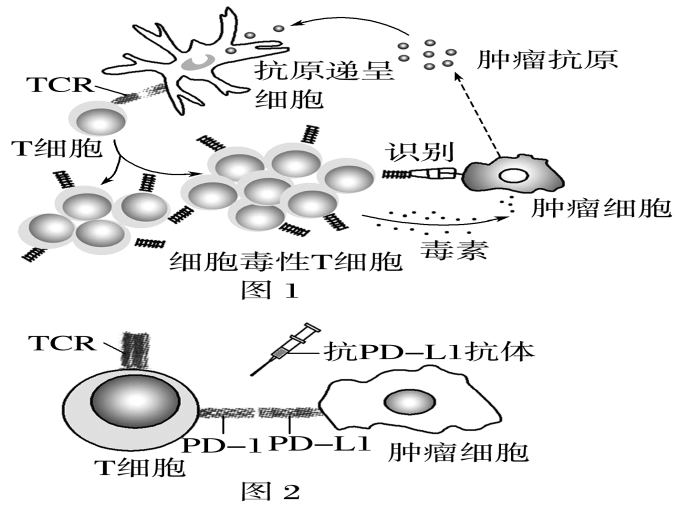 肿瘤抗原
抗原递呈
细胞
TCR
T细胞
识别
肿瘤细胞
毒素
细胞毒性T细胞
图 1
TCR
抗PD-L1抗体
PD-1
PD-L1
肿瘤细胞
T细胞
图 2